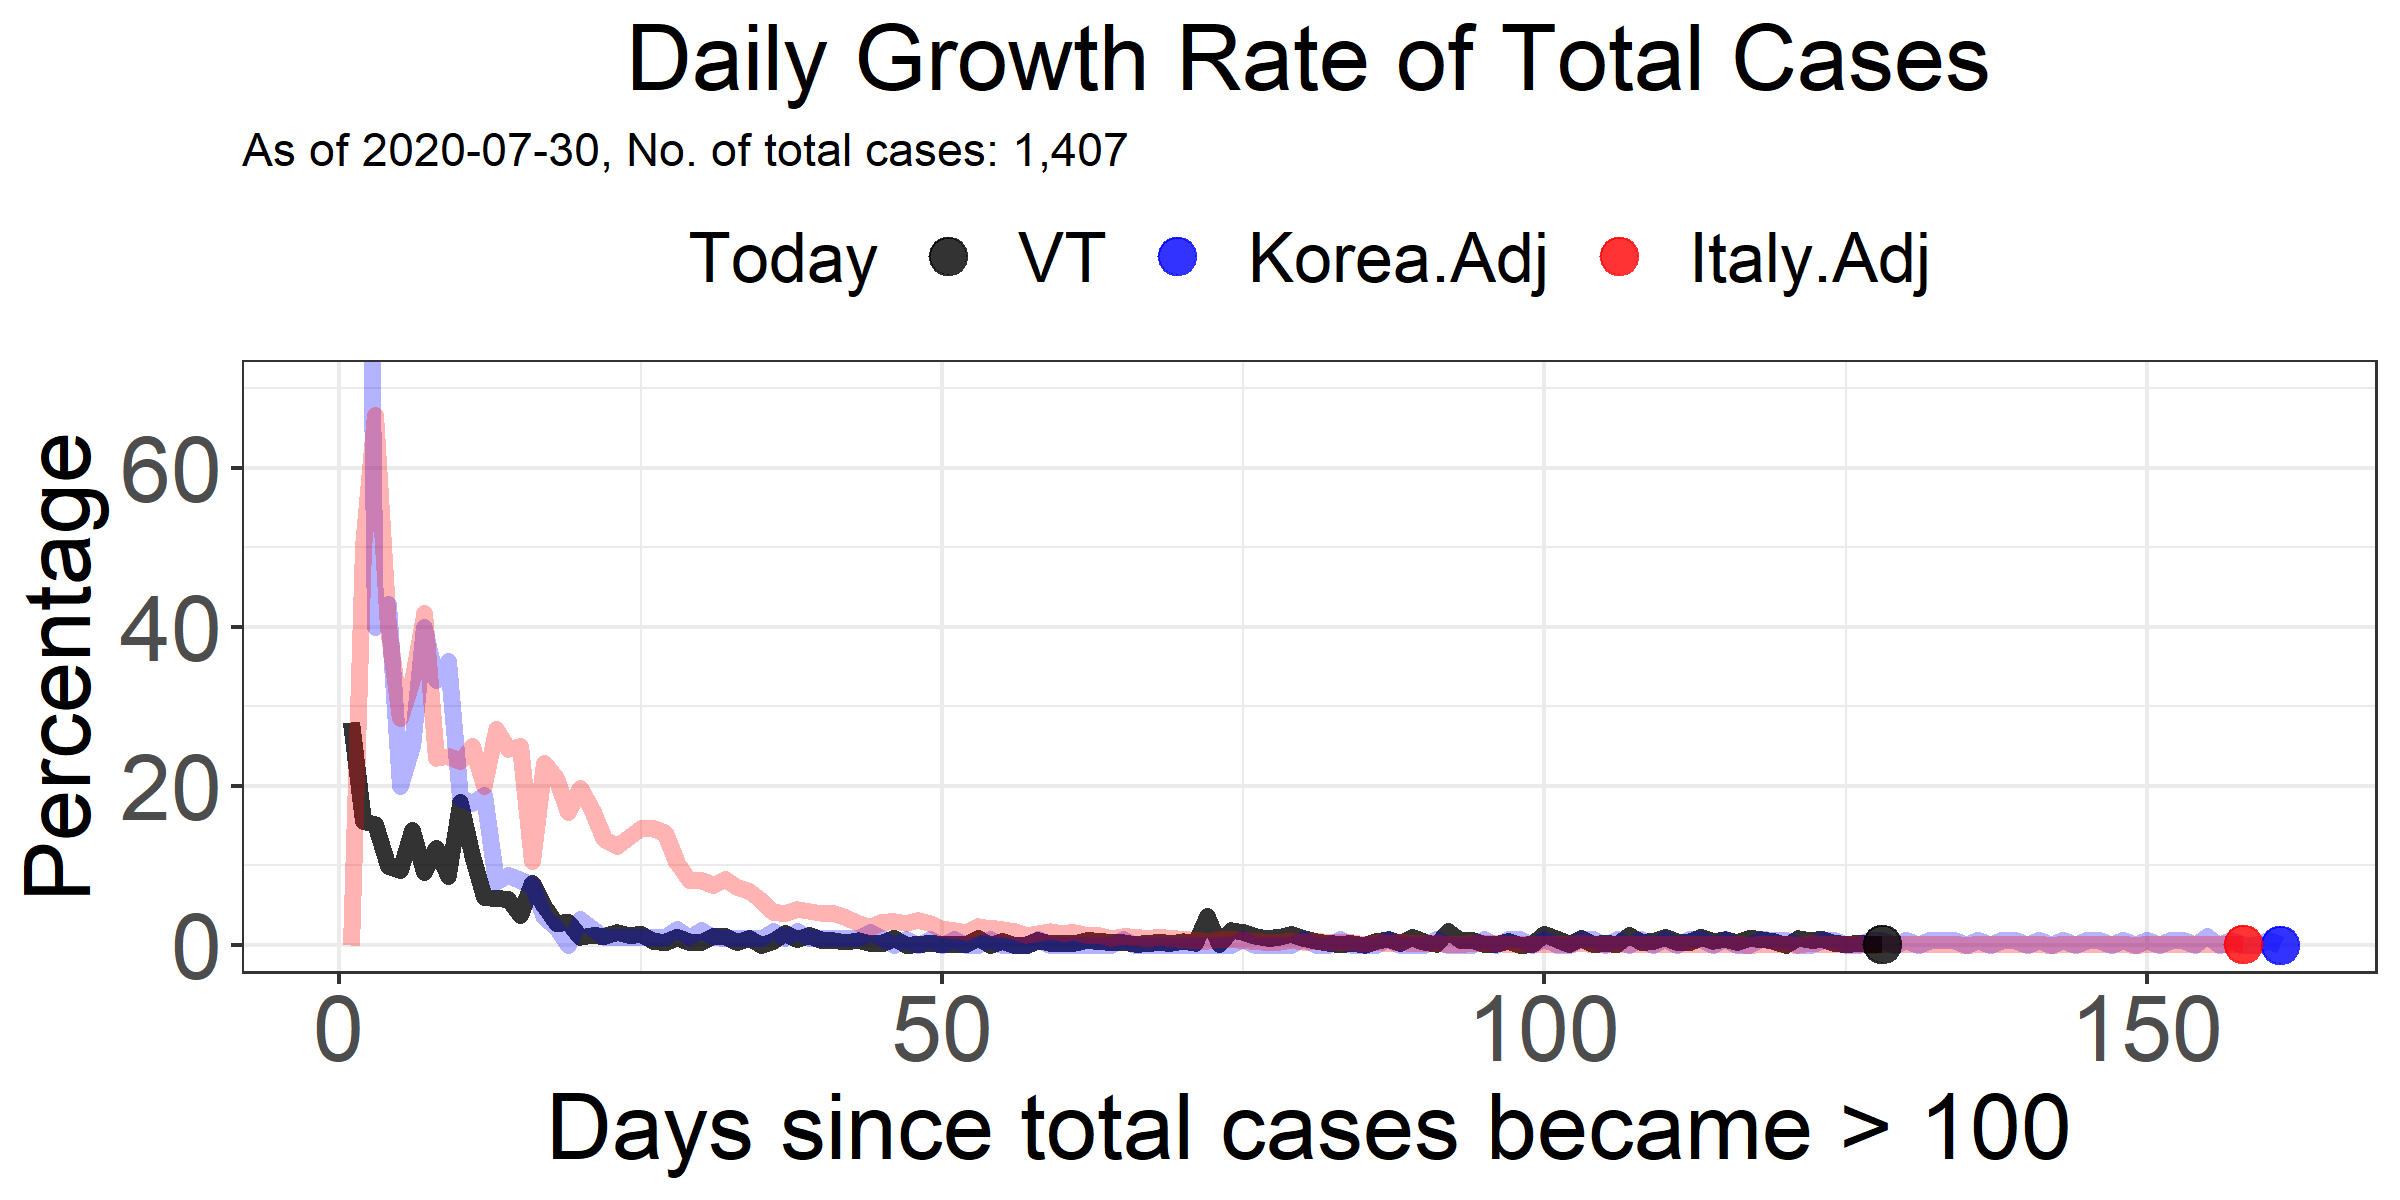 Daily Growth Rate of Total Cases
As of 2020-07-30, No. of total cases: 1,407
Today VT Korea.Adj Italy.Adj
Percentage
60
40
20
0
0 50 100 150
Days since total cases became > 100